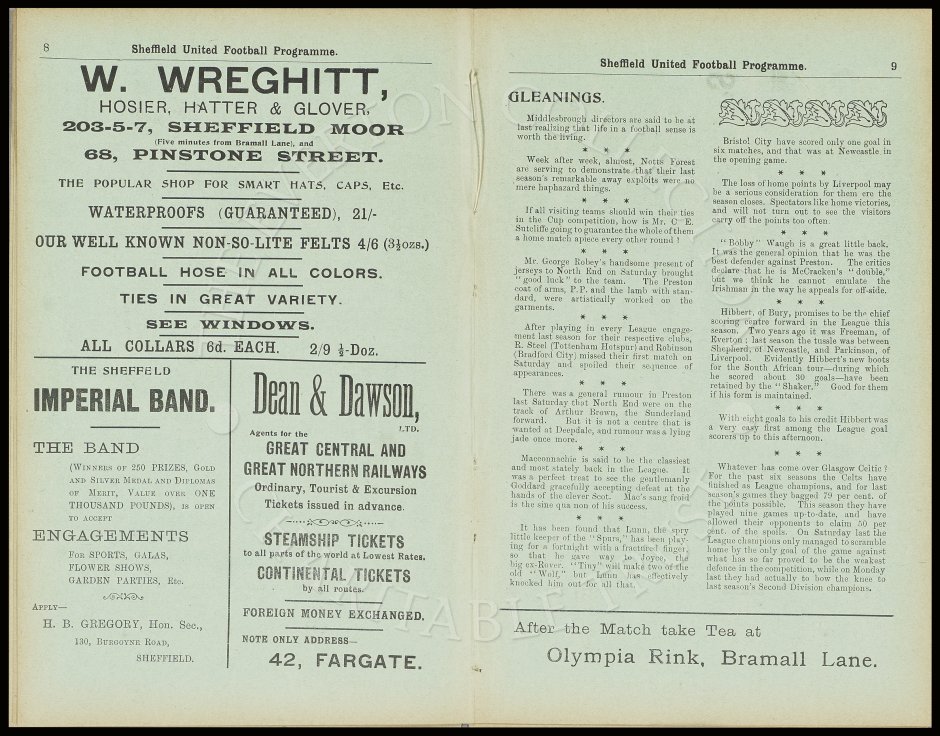 8
Sheffield United Football Programme.
W. WREGHITT,
HOSIER, HATTER & GLOVER,
203-5-7, SHEFFIELD MOOR
(Five minutes from Bramall Lane), and
68, PINSTONE STREET.
THE POPULAR SHOP FOR SMART HATS, CAPS, Etc.
WATERPROOFS (GUARANTEED), 21/-
OUR WELL KNOWN NON-SO-LITE FELTS 4/6 (3½ozs.)
FOOTBALL HOSE IN ALL COLORS.
TIES IN GREAT VARIETY.
SEE WINDOWS.
ALL COLLARS 6d. EACH. 2/9 ½-Doz.
THE SHEFFELD
IMPERIAL BAND.
THE BAND
(Winners of 250 PRIZES, Gold
and Silver Medal and Diplomas
of Merit, Value over ONE
THOUSAND POUNDS), is open
to accept
ENGAGEMENTS
For SPORTS, GALAS,
FLOWER SHOWS,
GARDEN PARTIES, Etc.
Apply—
H. B. GREGORY, Hon. Sec.,
130, Burgoyne Road,
SHEFFIELD.
Dean & Dawson,
LTD.
Agents for the
GREAT CENTRAL AND
GREAT NORTHERN RAILWAYS
Ordinary, Tourist & Excursion
Tickets issued in advance.
STEAMSHIP TICKETS
to all parts of the world at Lowest Rates.
CONTINENTAL TICKETS
by all routes.
FOREIGN MONEY EXCHANGED,
NOTE ONLY ADDRESS—
42, FARGATE.
Sheffield United Football Programme.
9
GLEANINGS.
Middlesbrough directors are said to be at
last realizing that life in a football sense is
worth the living.
* * *
Week after week, almost, Notts Forest
are serving to demonstrate that their last
season's remarkable away exploits were no
mere haphazard things.
* * *
If all visiting teams should win their ties
in the Cup competition, how is Mr. C. E.
Sutcliffe going to guarantee the whole of them
a home match apiece every other round ?
* * *
Mr. George Robey's handsome present of
jerseys to North End on Saturday brought
"good luck" to the team. The Preston
coat of arms, P.P. and the lamb with stan-
dard, were artistically worked on the
garments.
* * *
After playing in every League engage-
ment last season for their respective clubs,
R. Steel (Tottenham Hotspur) and Robinson
(Bradford City) missed their first match on
Saturday and spoiled their sequence of
appearances.
* * *
There was a general rumour in Preston
last Saturday that North End were on the
track of Arthur Brown, the Sunderland
forward. But it is not a centre that is
wanted at Deepdale, and rumour was a lying
jade once more.
* * *
Macconnachie is said to be the classiest
and most stately back in the League. It
was a perfect treat to see the gentlemanly
Goddard gracefully accepting defeat at the
hands of the clever Scot. Mac's sang froid
is the sine qua non of his success.
* * *
It has been found that Lunn, the spry
little keeper of the "Spurs," has been play-
ing for a fortnight with a fractured finger,
so that he gave way to Joyce, the
big ex-Rover. "Tiny" will make two of the
old "Wolf," but Lunn has effectively
knocked him out for all that.
Bristol City have scored only one goal in
six matches, and that was at Newcastle in
the opening game.
* * *
The loss of home points by Liverpool may
be a serious consideration for them ere the
season closes. Spectators like home victories,
and will not turn out to see the visitors
carry off the points too often.
* * *
"Bobby" Waugh is a great little back.
It was the general opinion that he was the
best defender against Preston. The critics
declare that he is McCracken's "double,"
but we think he cannot emulate the
Irishman in the way he appeals for off-side.
* * *
Hibbert, of Bury, promises to be the chief
scoring centre forward in the League this
season. Two years ago it was Freeman, of
Everton ; last season the tussle was between
Shepherd, of Newcastle, and Parkinson, of
Liverpool. Evidently Hibbert's new boots
for the South African tour—during which
he scored about 30 goals—have been
retained by the "Shaker." Good for them
if his form is maintained.
* * *
With eight goals to his credit Hibbert was
a very easy first among the League goal
scorers up to this afternoon.
* * *
Whatever has come over Glasgow Celtic ?
For the past six seasons the Celts have
finished as League champions, and for last
season's games they bagged 79 per cent. of
the points possible. This season they have
played nine games up-to-date, and have
allowed their opponents to claim 50 per
cent. of the spoils. On Saturday last the
League champions only managed to scramble
home by the only goal of the game against
what has so far proved to be the weakest
defence in the competition, while on Monday
last they had actually to bow the knee to
last season's Second Division champions.
After the Match take Tea at
Olympia Rink, Bramall Lane.